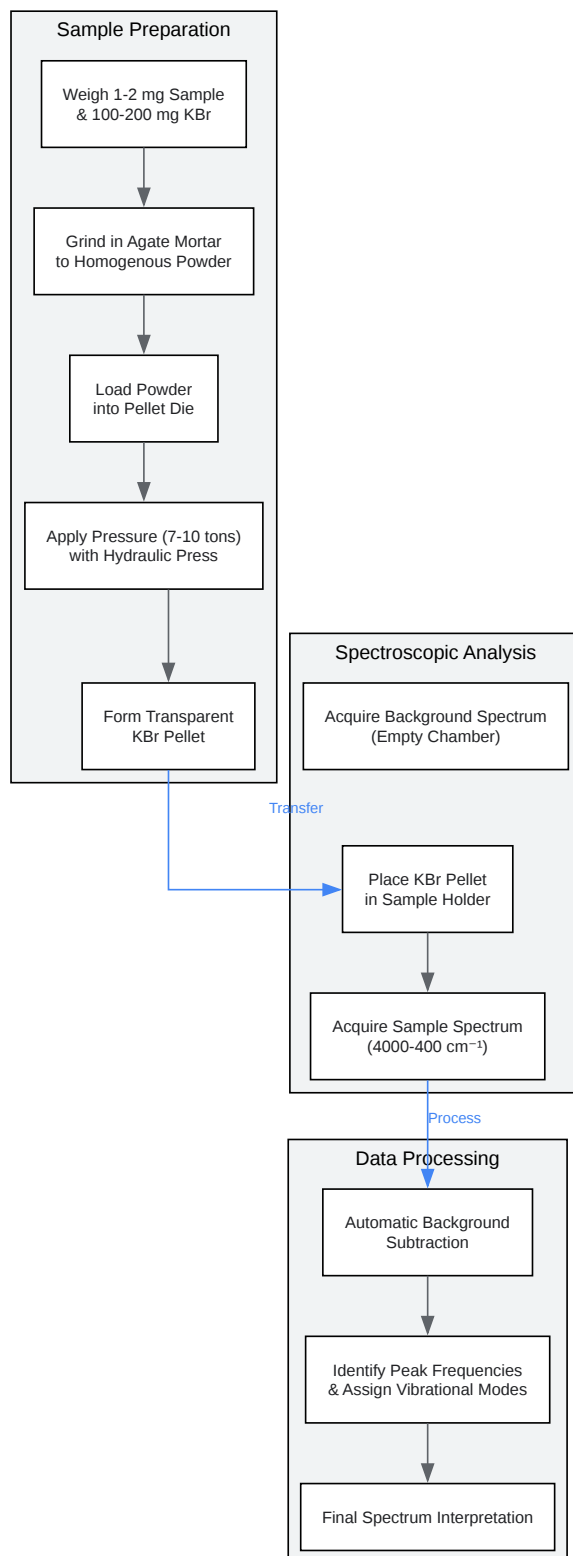 Sample Preparation
Weigh 1-2 mg Sample
& 100-200 mg KBr
Grind in Agate Mortar
to Homogenous Powder
Load Powder
into Pellet Die
Apply Pressure (7-10 tons)
with Hydraulic Press
Form Transparent
KBr Pellet
Transfer
Spectroscopic Analysis
Acquire Background Spectrum
(Empty Chamber)
Place KBr Pellet
in Sample Holder
Acquire Sample Spectrum
(4000-400 cm⁻¹)
Process
Data Processing
Automatic Background
Subtraction
Identify Peak Frequencies
& Assign Vibrational Modes
Final Spectrum Interpretation